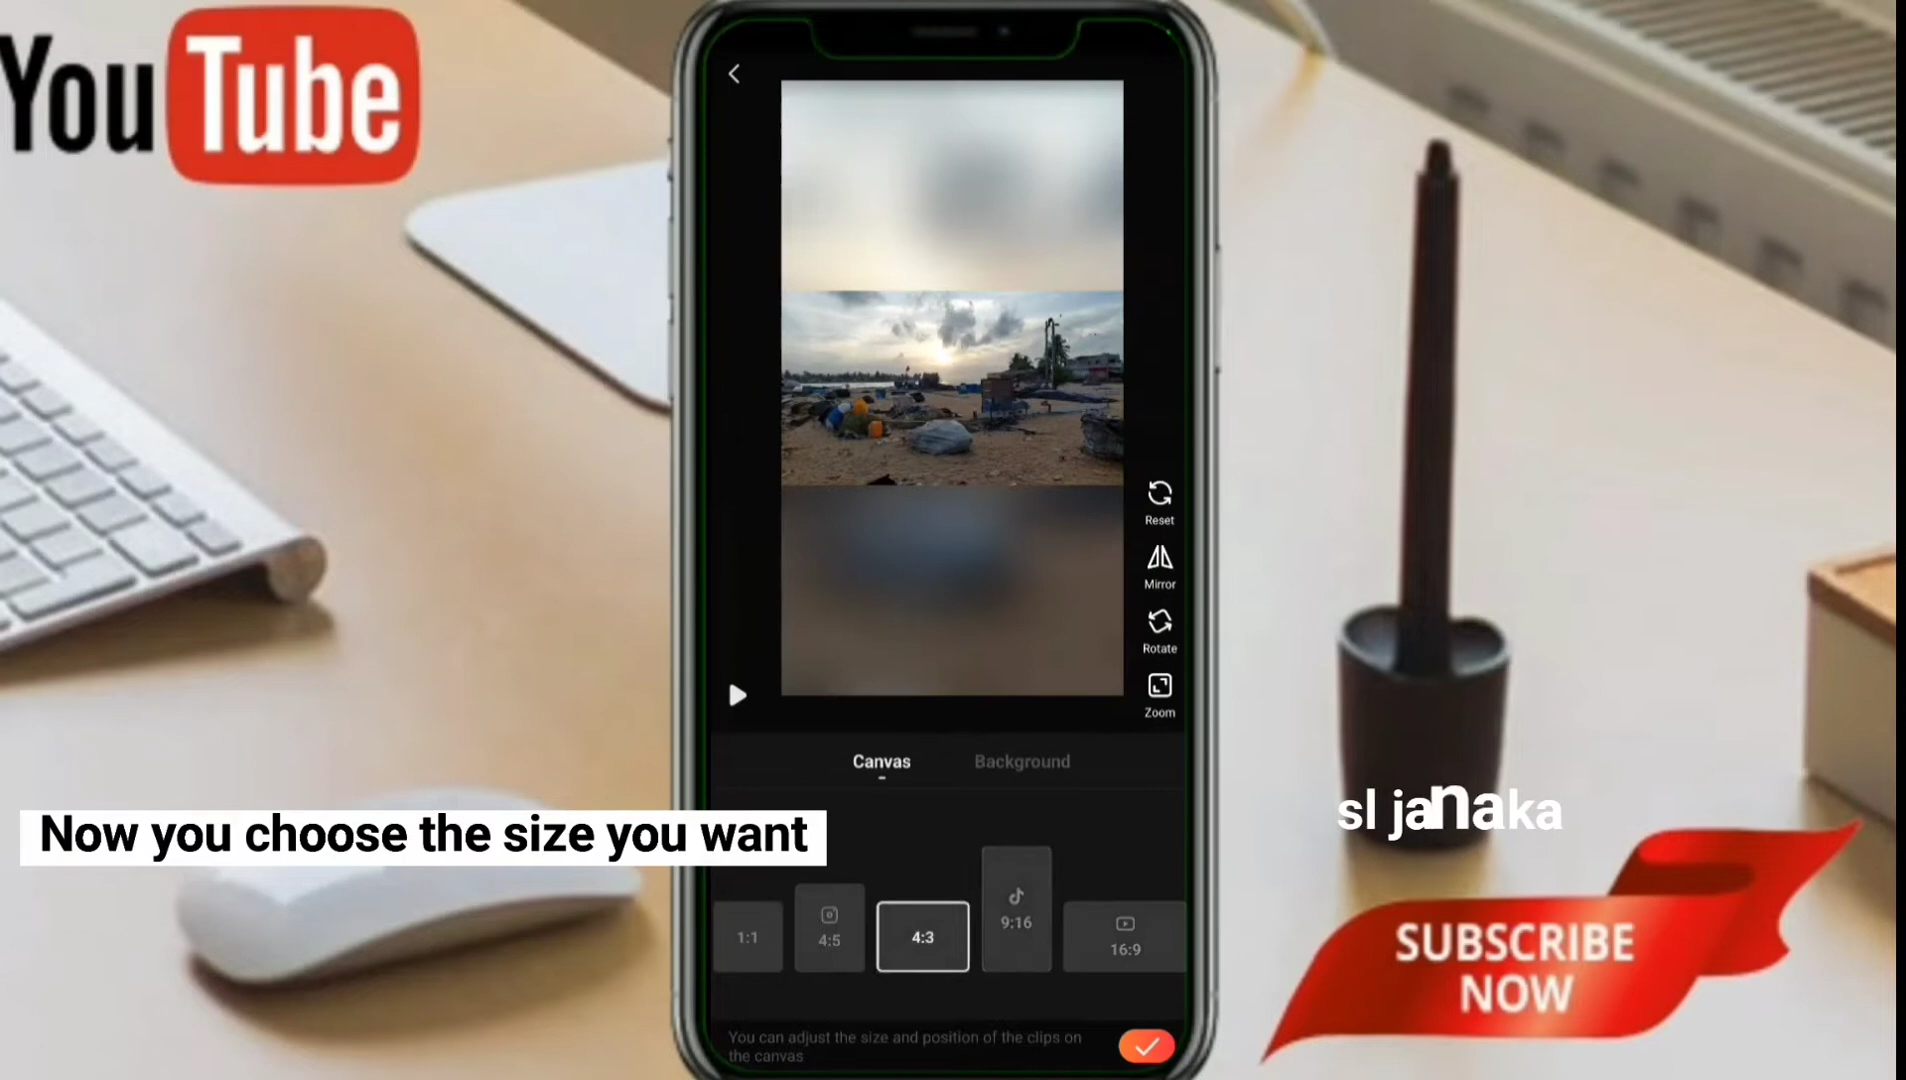 YouTube
Reset
Mirror
Rotate
Zoom
Canvas
Background
Now you choose the size you want
sl janaka
1:1
4:5
4:3
9:16
16:9
SUBSCRIBE
NOW
You can adjust the size and position of the clips on
the canvas